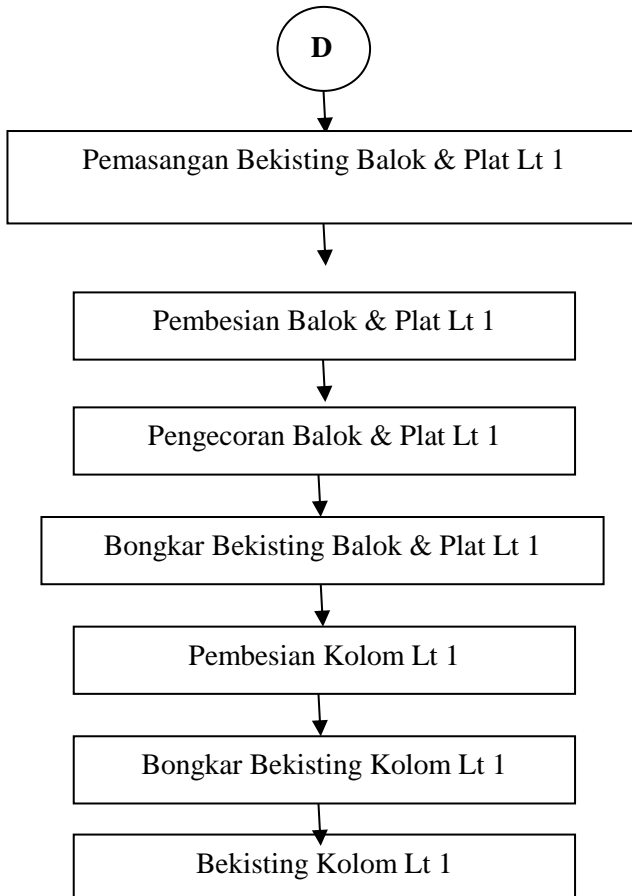 D
Pemasangan Bekisting Balok & Plat Lt 1
Pembesian Balok & Plat Lt 1
Pengecoran Balok & Plat Lt 1
Bongkar Bekisting Balok & Plat Lt 1
Pembesian Kolom Lt 1
Bongkar Bekisting Kolom Lt 1
Bekisting Kolom Lt 1